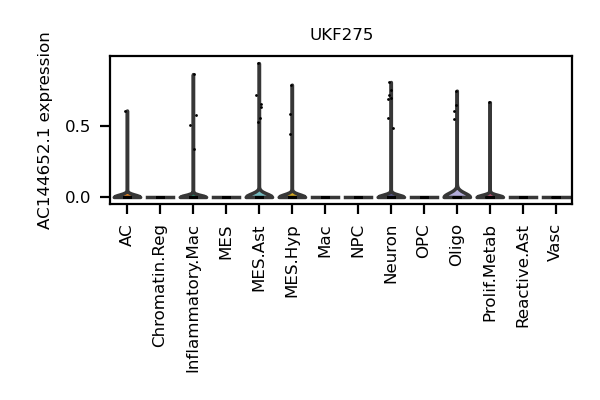 UKF275
AC144652.1 expression
0.5
0.0
AC
Chromatin.Reg
Inflammatory.Mac
MES
MES.Ast
MES.Hyp
Mac
NPC
Neuron
OPC
Oligo
Prolif.Metab
Reactive.Ast
Vasc